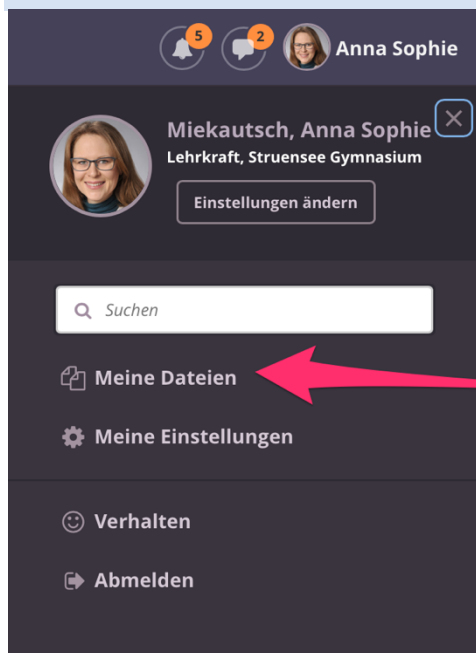 5
2
Anna Sophie
Miekautsch, Anna Sophie
Lehrkraft, Struensee Gymnasium
Einstellungen ändern
Suchen
Meine Dateien
Meine Einstellungen
Verhalten
Abmelden